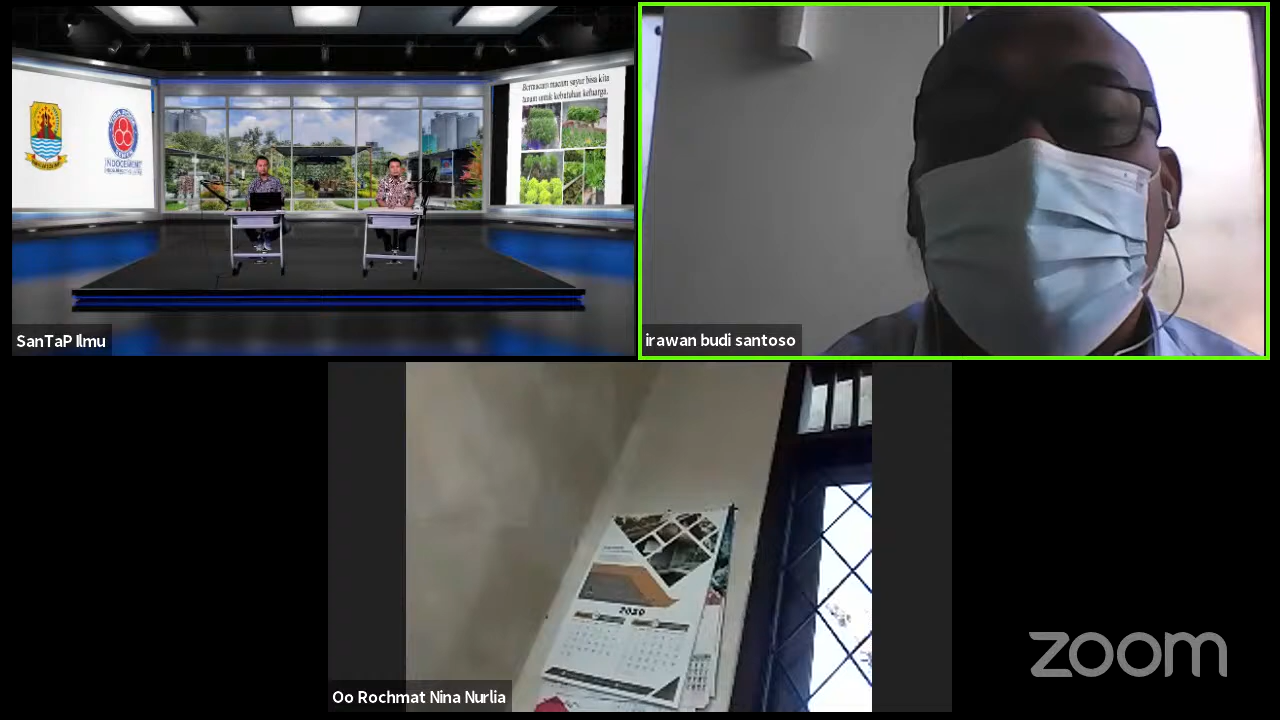 Bermacam macam sayur bisa kita
tanam untuk kebutuhan keluarga.
INDOCEMENT
SanTaP Ilmu
irawan budi santoso
2020
Oo Rochmat Nina Nurlia
zoom